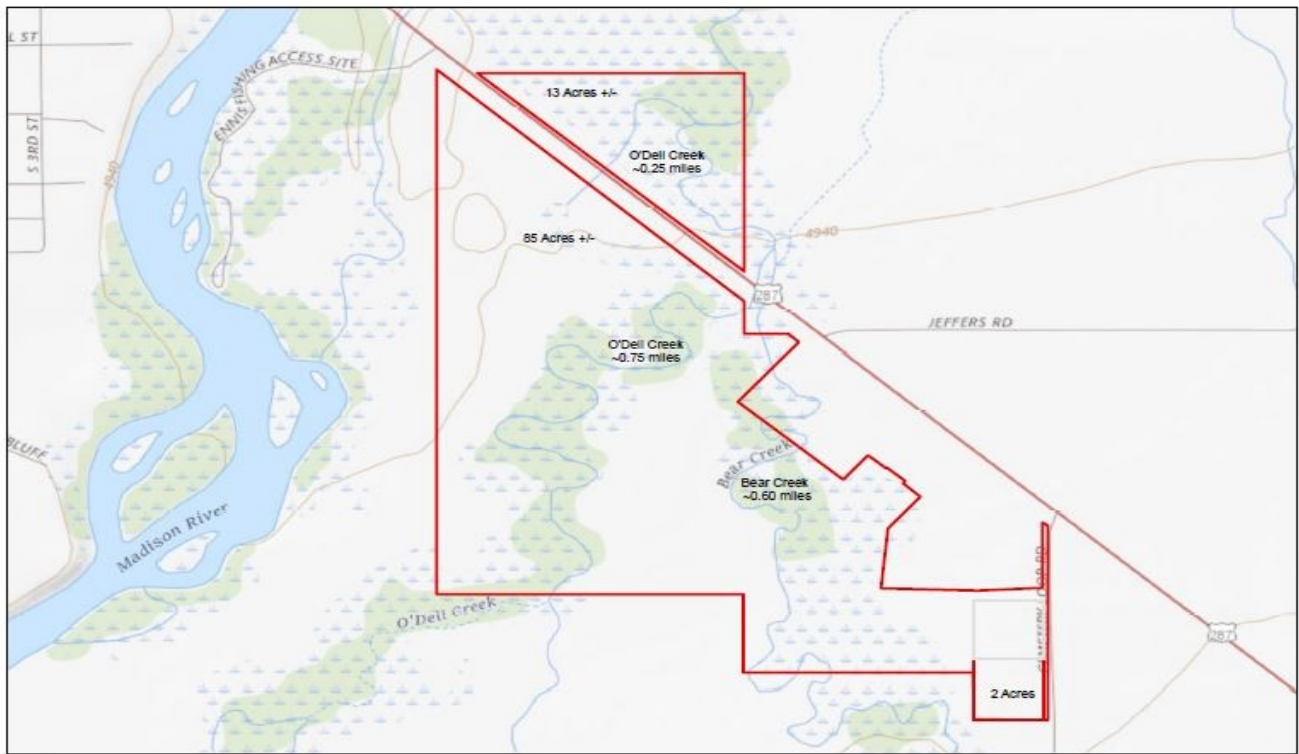 L ST
S 3RD ST
4940
ENNIS FISHING ACCESS SITE
13 Acres +/-
O'Dell Creek
~0.25 miles
85 Acres +/-
4940
287
JEFFERS RD
O'Dell Creek
~0.75 miles
BLUFF
Bear Creek
Bear Creek
~0.60 miles
Madison River
O'Dell Creek
287
2 Acres